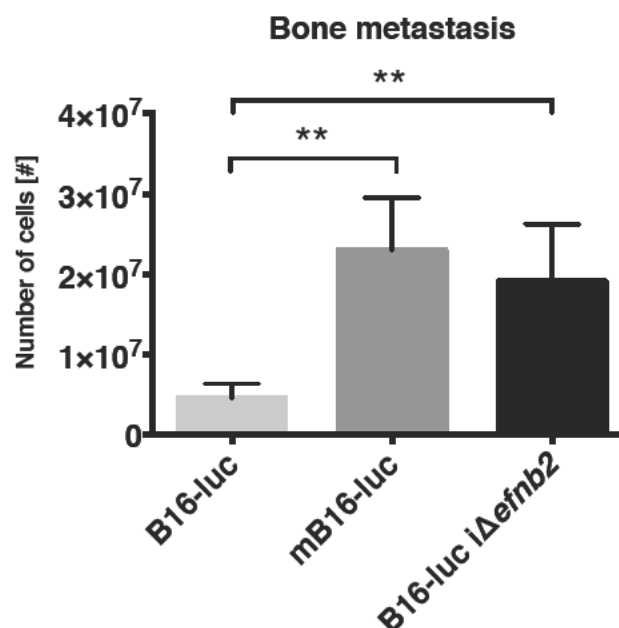 Bone metastasis
**
**
Number of cells [#]
4×10⁷
3×10⁷
2×10⁷
1×10⁷
0
B16-luc
mB16-luc
B16-luc iΔefnb2